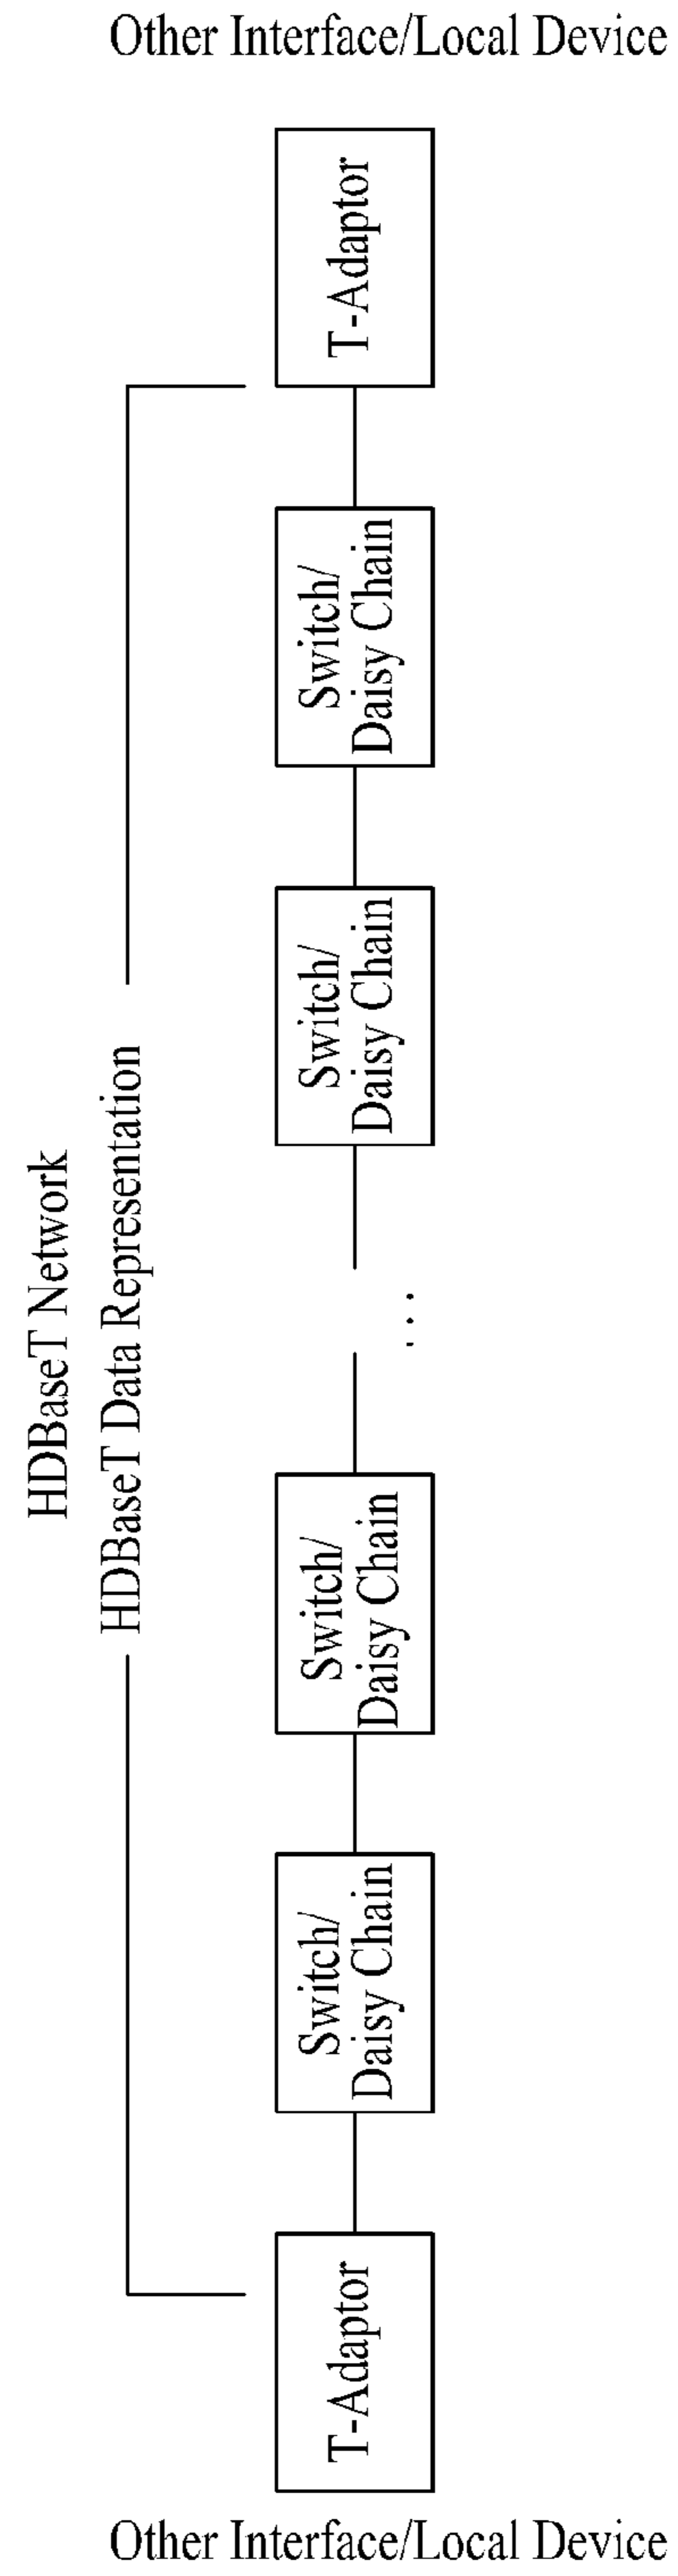 Other Interface/Local Device
T-Adaptor
Switch/
Daisy Chain
Switch/
Daisy Chain
HDBaseT Network
HDBaseT Data Representation
...
Switch/
Daisy Chain
Switch/
Daisy Chain
T-Adaptor
Other Interface/Local Device